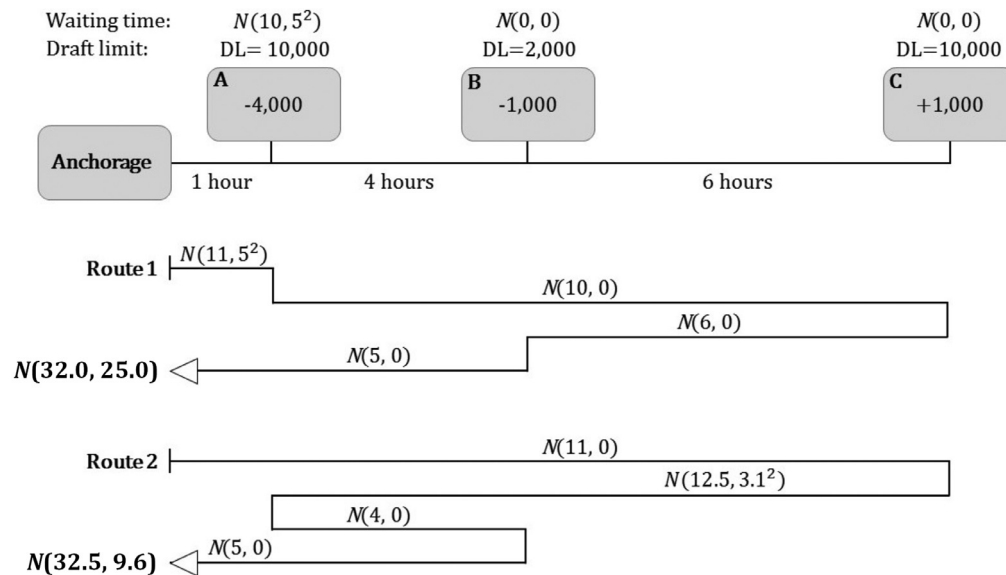 Waiting time: N(10, 5²) N(0, 0) N(0, 0)
Draft limit: DL= 10,000 DL=2,000 DL=10,000
A B C
-4,000 -1,000 +1,000
Anchorage
1 hour 4 hours 6 hours
N(11, 5²)
Route 1
N(10, 0)
N(6, 0)
N(5, 0)
N(32.0, 25.0)
N(11, 0)
Route 2
N(12.5, 3.1²)
N(4, 0)
N(5, 0)
N(32.5, 9.6)